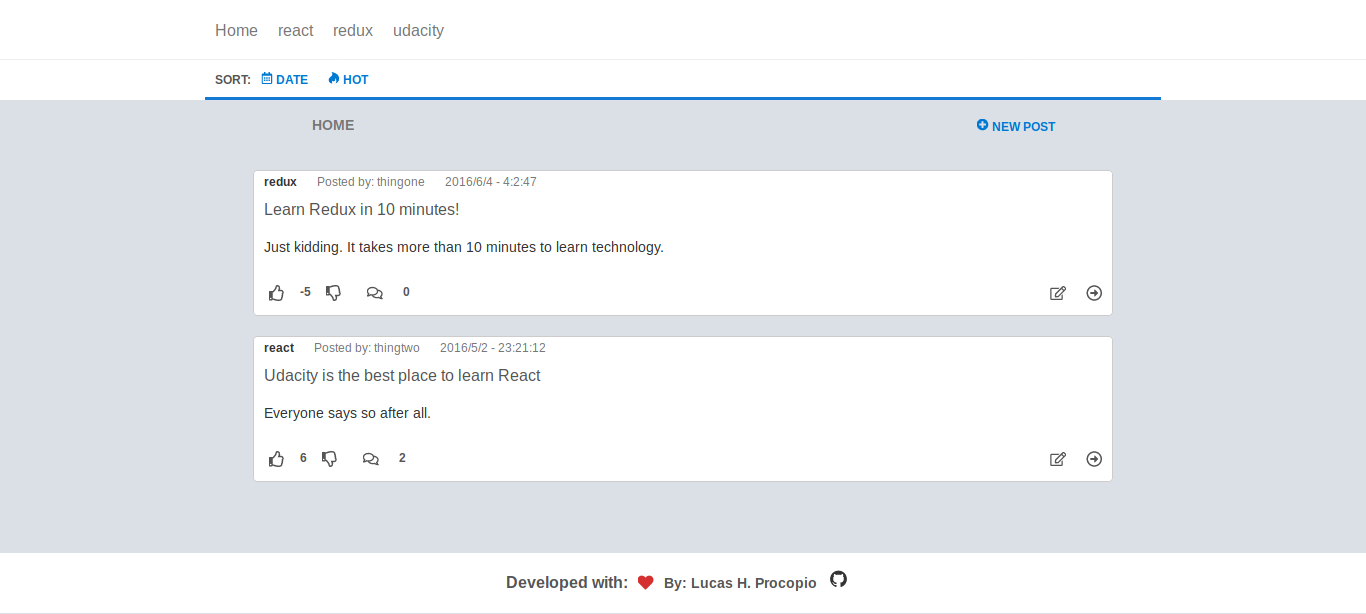 Home react redux udacity
SORT: DATE HOT
HOME NEW POST
redux Posted by: thingone 2016/6/4 - 4:2:47
Learn Redux in 10 minutes!
Just kidding. It takes more than 10 minutes to learn technology.
-5 0
react Posted by: thingtwo 2016/5/2 - 23:21:12
Udacity is the best place to learn React
Everyone says so after all.
6 2
Developed with: By: Lucas H. Procopio